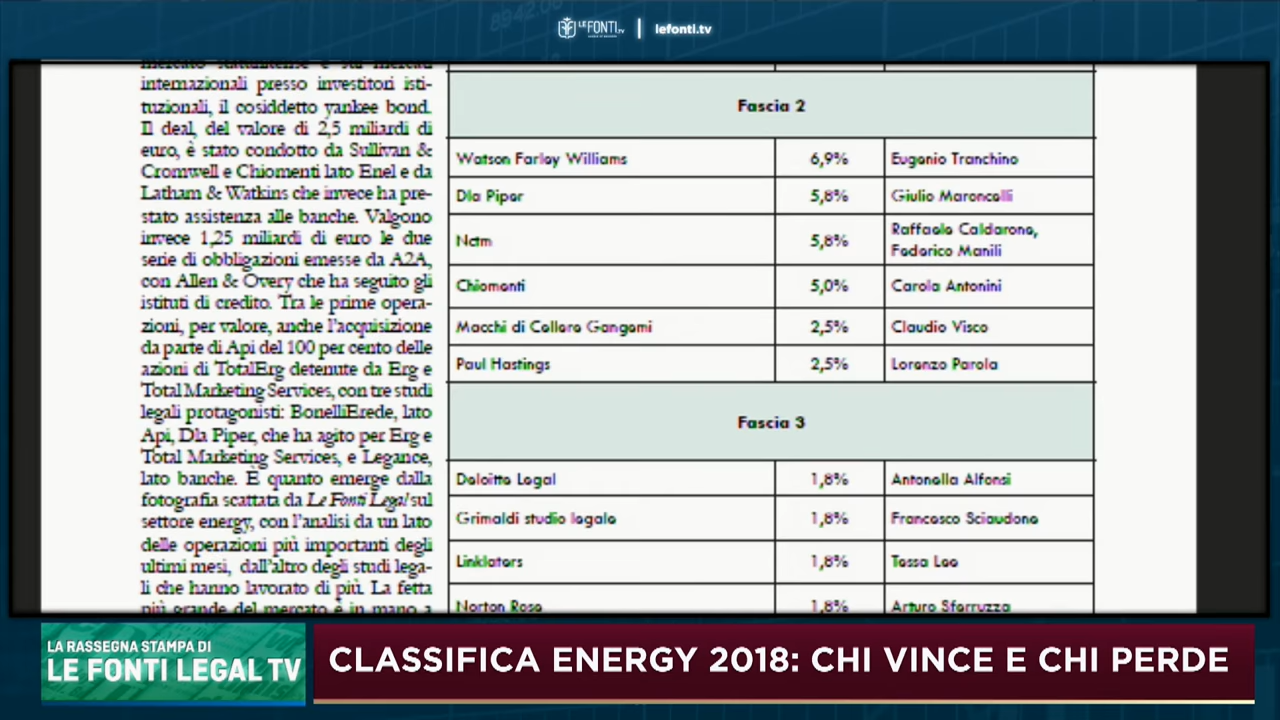 LE FONTI TV
lefonti.tv
internazionali presso investitori isti-
tuzionali, il cosiddetto yankee bond.
Il deal, del valore di 2,5 miliardi di
euro, è stato condotto da Sullivan &
Cromwell e Chiomenti lato Enel e da
Latham & Watkins che invece ha pre-
stato assistenza alle banche. Valgono
invece 1,25 miliardi di euro le due
serie di obbligazioni emesse da A2A,
con Allen & Overy che ha seguito gli
istituti di credito. Tra le prime opera-
zioni, per valore, anche l'acquisizione
da parte di Api del 100 per cento delle
azioni di TotalErg detenute da Erg e
Total Marketing Services, con tre studi
legali protagonisti: BonelliErede, lato
Api, Dla Piper, che ha agito per Erg e
Total Marketing Services, e Legance,
lato banche. È quanto emerge dalla
fotografia scattata da Le Fonti Legal sul
settore energy, con l'analisi da un lato
delle operazioni più importanti degli
ultimi mesi, dall'altro degli studi lega-
li che hanno lavorato di più. La fetta
più grande del mercato è in mano a
Fascia 2
Watson Farley Williams 6,9% Eugenio Tranchino
Dla Piper 5,8% Giulio Maroncelli
Nctm 5,8% Raffaele Caldarone,
Federico Manili
Chiomenti 5,0% Carola Antonini
Macchi di Cellere Gangemi 2,5% Claudio Visco
Paul Hastings 2,5% Lorenzo Parola
Fascia 3
Deloitte Legal 1,8% Antonella Alfonsi
Grimaldi studio legale 1,8% Francesco Sciaudone
Linklaters 1,8% Tessa Lee
Norton Rose 1,8% Arturo Sferruzza
LA RASSEGNA STAMPA DI
LE FONTI LEGAL TV
CLASSIFICA ENERGY 2018: CHI VINCE E CHI PERDE